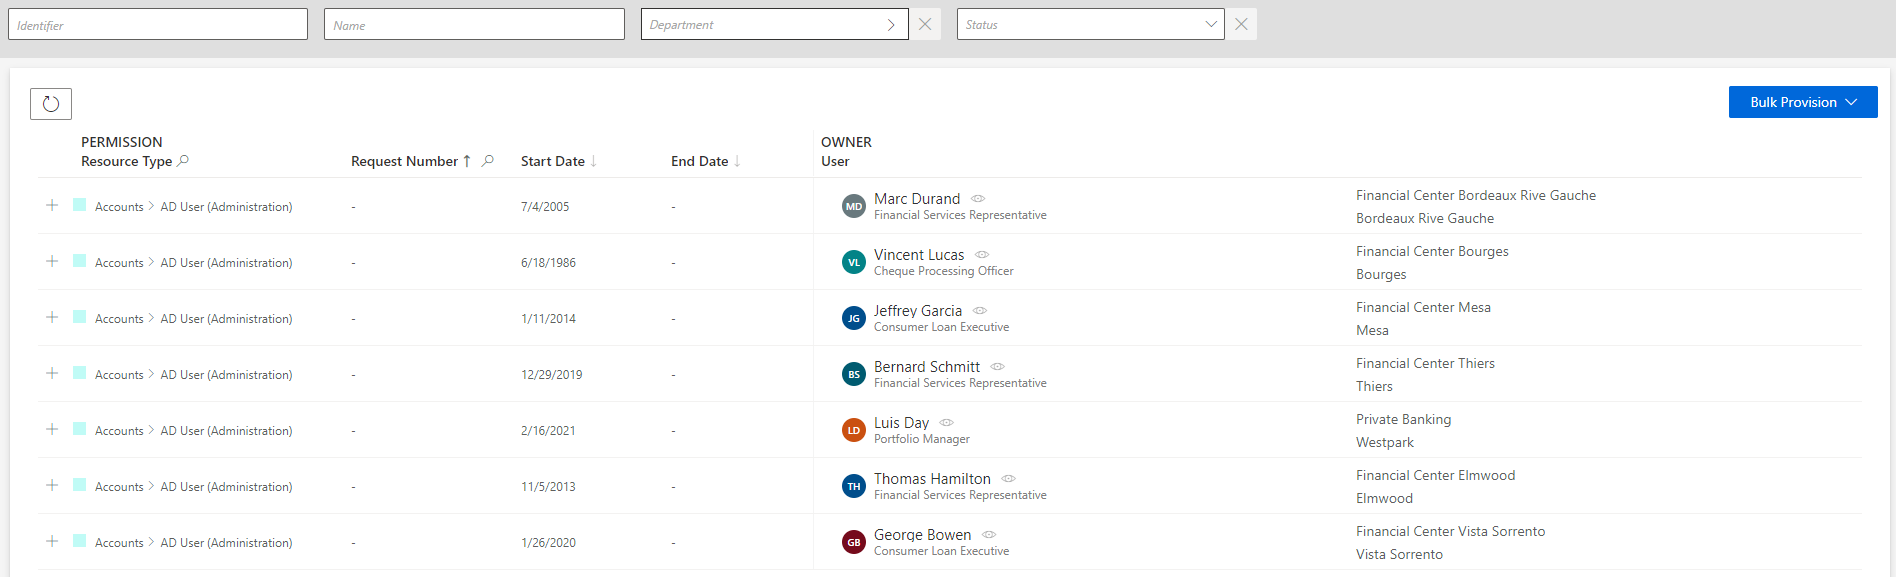 Identifier Name Department Status
Bulk Provision
PERMISSION OWNER
Resource Type Request Number Start Date End Date User
Accounts > AD User (Administration) - 7/4/2005 - MD Marc Durand Financial Center Bordeaux Rive Gauche
Financial Services Representative Bordeaux Rive Gauche
Accounts > AD User (Administration) - 6/18/1986 - VL Vincent Lucas Financial Center Bourges
Cheque Processing Officer Bourges
Accounts > AD User (Administration) - 1/11/2014 - JG Jeffrey Garcia Financial Center Mesa
Consumer Loan Executive Mesa
Accounts > AD User (Administration) - 12/29/2019 - BS Bernard Schmitt Financial Center Thiers
Financial Services Representative Thiers
Accounts > AD User (Administration) - 2/16/2021 - LD Luis Day Private Banking
Portfolio Manager Westpark
Accounts > AD User (Administration) - 11/5/2013 - TH Thomas Hamilton Financial Center Elmwood
Financial Services Representative Elmwood
Accounts > AD User (Administration) - 1/26/2020 - GB George Bowen Financial Center Vista Sorrento
Consumer Loan Executive Vista Sorrento